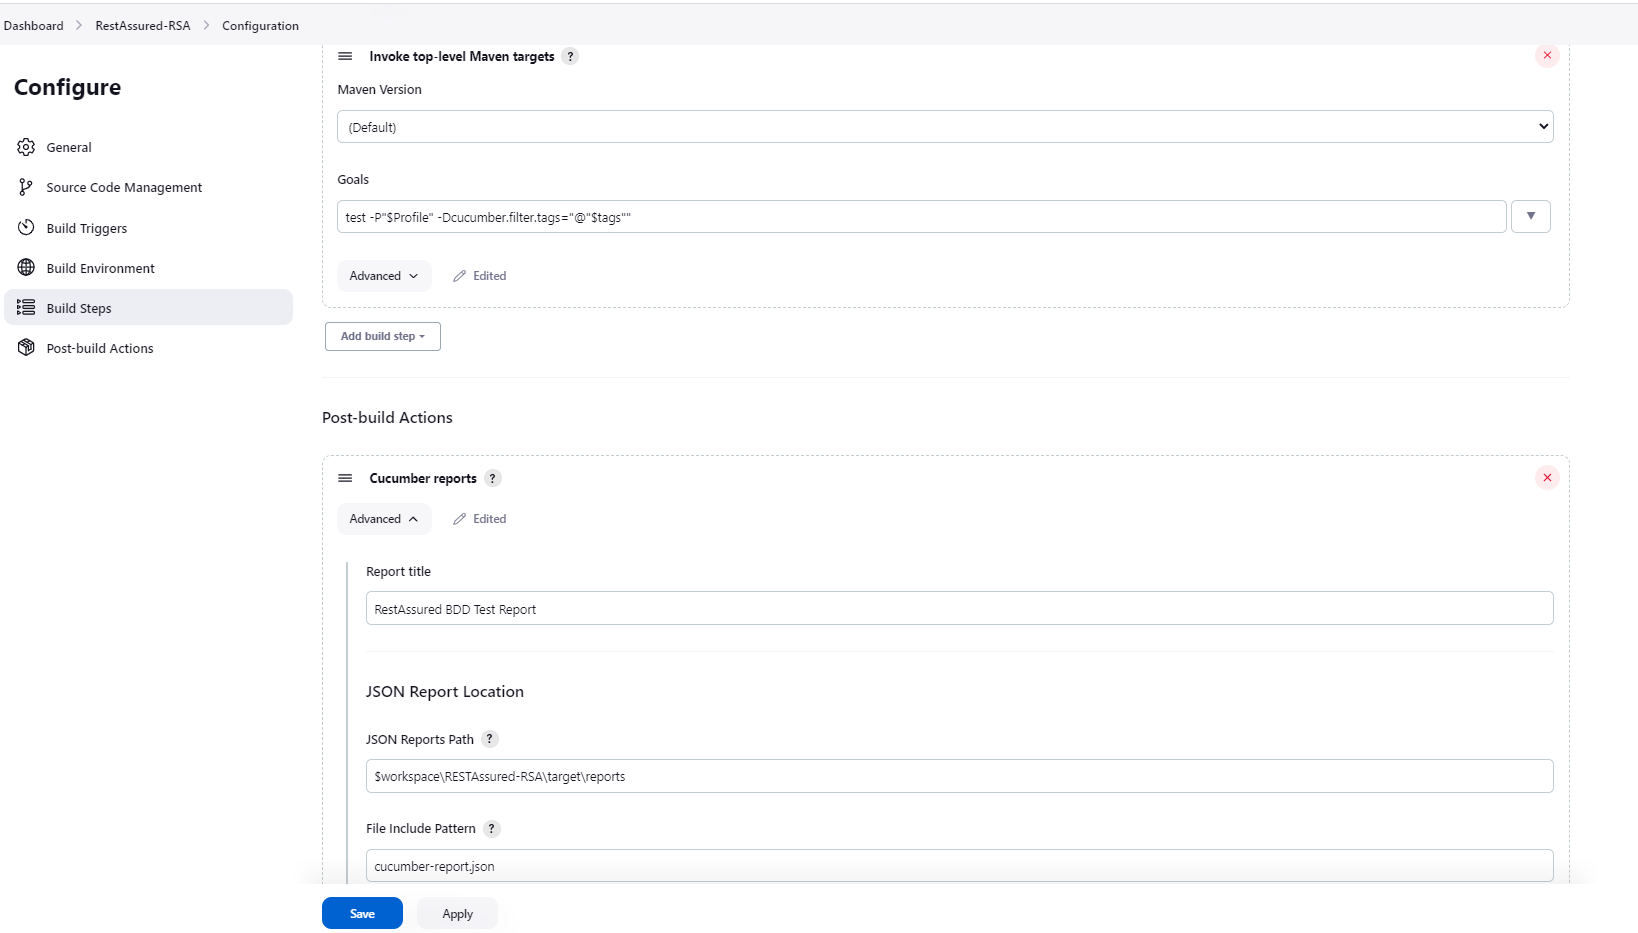 Dashboard > RestAssured-RSA > Configuration
Configure
General
Source Code Management
Build Triggers
Build Environment
Build Steps
Post-build Actions
Invoke top-level Maven targets ?
Maven Version
(Default)
Goals
test -P"$Profile" -Dcucumber.filter.tags="@"$tags""
Advanced
Edited
Add build step
Post-build Actions
Cucumber reports ?
Advanced
Edited
Report title
RestAssured BDD Test Report
JSON Report Location
JSON Reports Path ?
$workspace\RESTAssured-RSA\target\reports
File Include Pattern ?
cucumber-report.json
Save
Apply